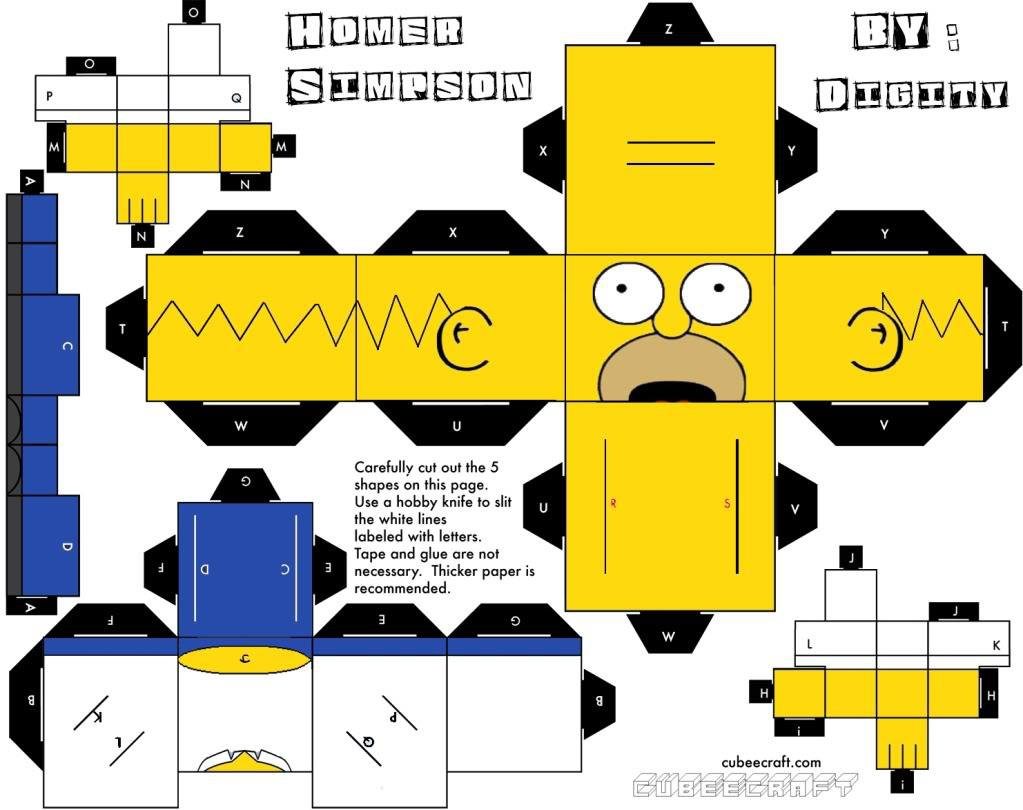 HOMER
SIMPSON
BY:
DIGITY
O
O
P
Q
M
M
N
N
A
C
D
A
Z
X
Y
Z
X
Y
T
T
W
U
V
U
R
S
V
W
Carefully cut out the 5
shapes on this page.
Use a hobby knife to slit
the white lines
labeled with letters.
Tape and glue are not
necessary. Thicker paper is
recommended.
G
F
D
C
E
F
E
G
B
B
K
L
P
Q
J
J
L
K
H
H
i
i
cubeecraft.com
CUBEECRAFT